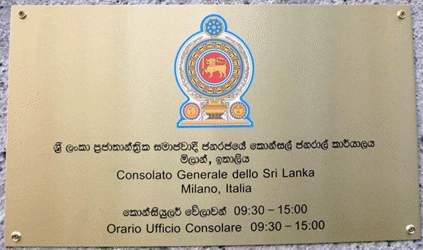 ශ්‍රී ලංකා ප්‍රජාතාන්ත්‍රික සමාජවාදී ජනරජයේ කොන්සල් ජනරාල් කාර්යාලය
මිලාන්, ඉතාලිය
Consolato Generale dello Sri Lanka
Milano, Italia
කොන්සියුලර් වේලාවන් 09:30 – 15:00
Orario Ufficio Consolare 09:30 – 15:00